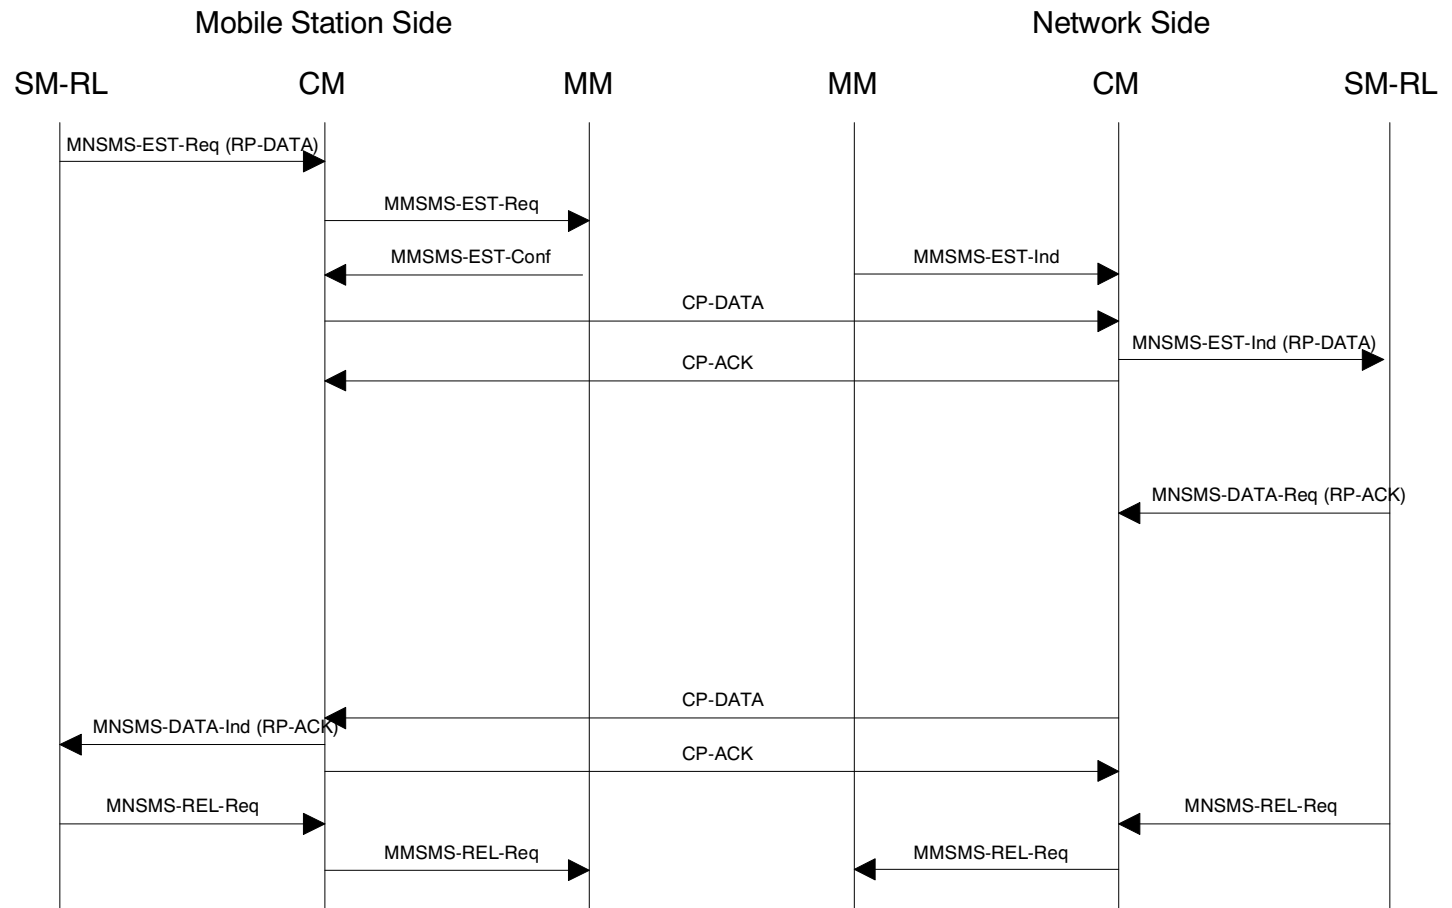 Mobile Station Side
Network Side
SM-RL
CM
MM
MM
CM
SM-RL
MNSMS-EST-Req (RP-DATA)
MMSMS-EST-Req
MMSMS-EST-Conf
MMSMS-EST-Ind
CP-DATA
MNSMS-EST-Ind (RP-DATA)
CP-ACK
MNSMS-DATA-Req (RP-ACK)
CP-DATA
MNSMS-DATA-Ind (RP-ACK)
CP-ACK
MNSMS-REL-Req
MNSMS-REL-Req
MMSMS-REL-Req
MMSMS-REL-Req